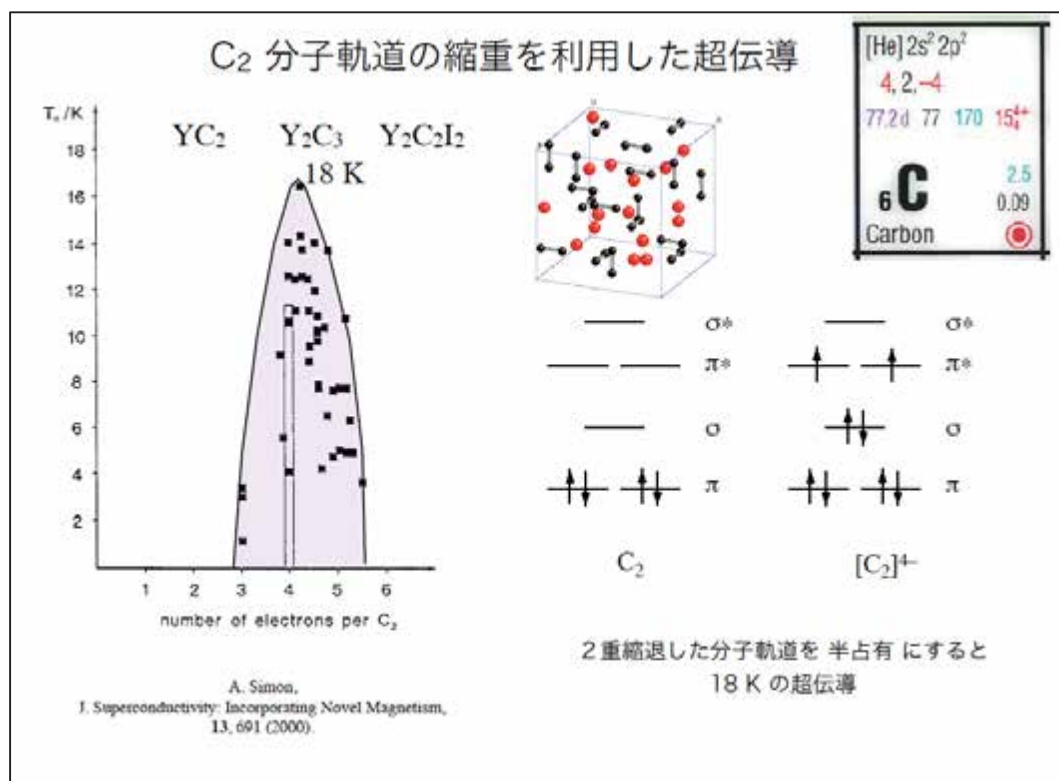 C₂ 分子軌道の縮重を利用した超伝導
[He] 2s² 2p²
4, 2, −4
77.2d 77 170 15⁴⁺₄
2.5
₆C
0.09
Carbon
Tc /K
YC₂ Y₂C₃ Y₂C₂I₂
18 K
18
16
14
12
10
8
6
4
2
1 2 3 4 5 6
number of electrons per C₂
A. Simon,
J. Superconductivity: Incorporating Novel Magnetism,
13, 691 (2000).
σ* σ*
π* π*
σ σ
π π
C₂ [C₂]⁴⁻
2重縮退した分子軌道を 半占有 にすると
18 K の超伝導